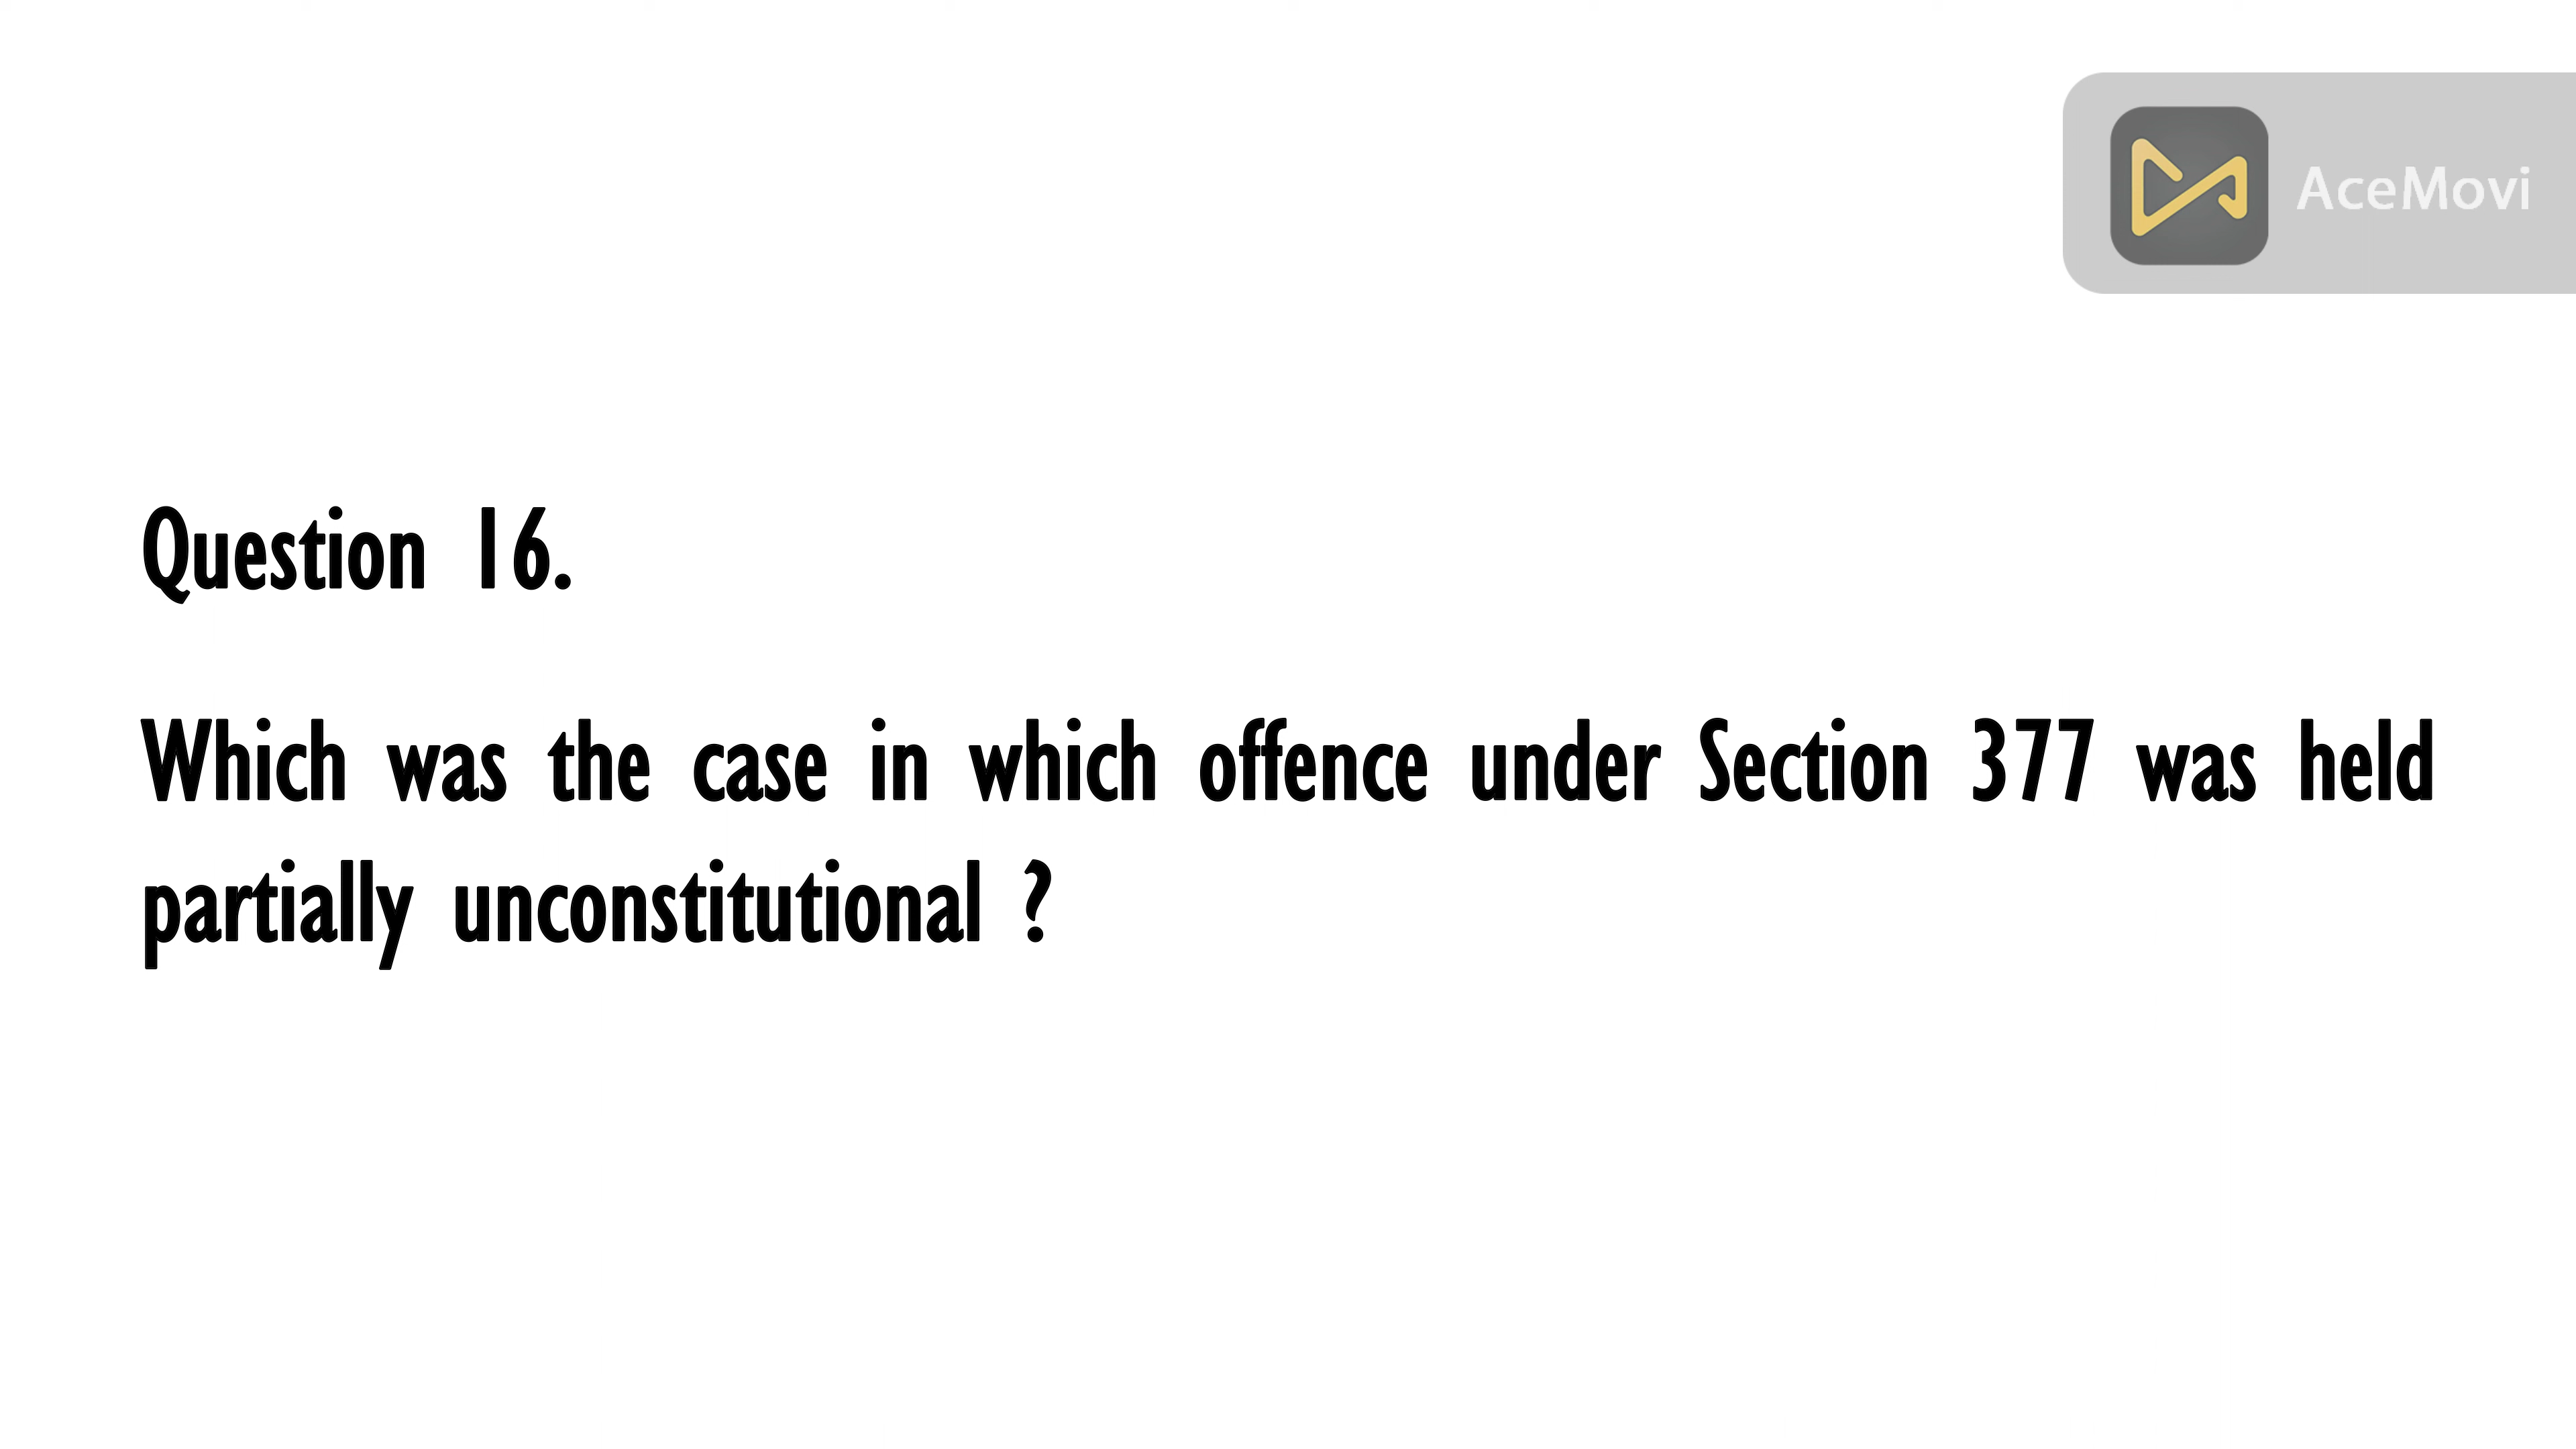 AceMovi
Question 16.
Which was the case in which offence under Section 377 was held
partially unconstitutional ?